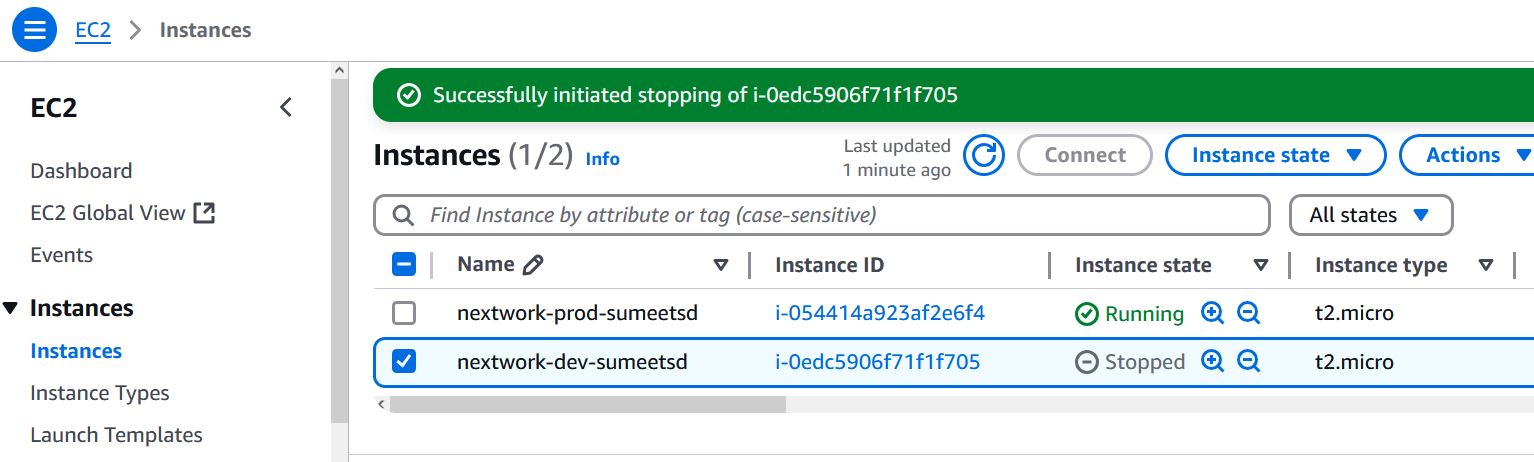 EC2 > Instances
EC2
Dashboard
EC2 Global View
Events
Instances
Instances
Instance Types
Launch Templates
Successfully initiated stopping of i-0edc5906f71f1f705
Instances (1/2) Info
Last updated
1 minute ago
Connect
Instance state
Actions
Find Instance by attribute or tag (case-sensitive)
All states
Name Instance ID Instance state Instance type
nextwork-prod-sumeetsd i-054414a923af2e6f4 Running t2.micro
nextwork-dev-sumeetsd i-0edc5906f71f1f705 Stopped t2.micro